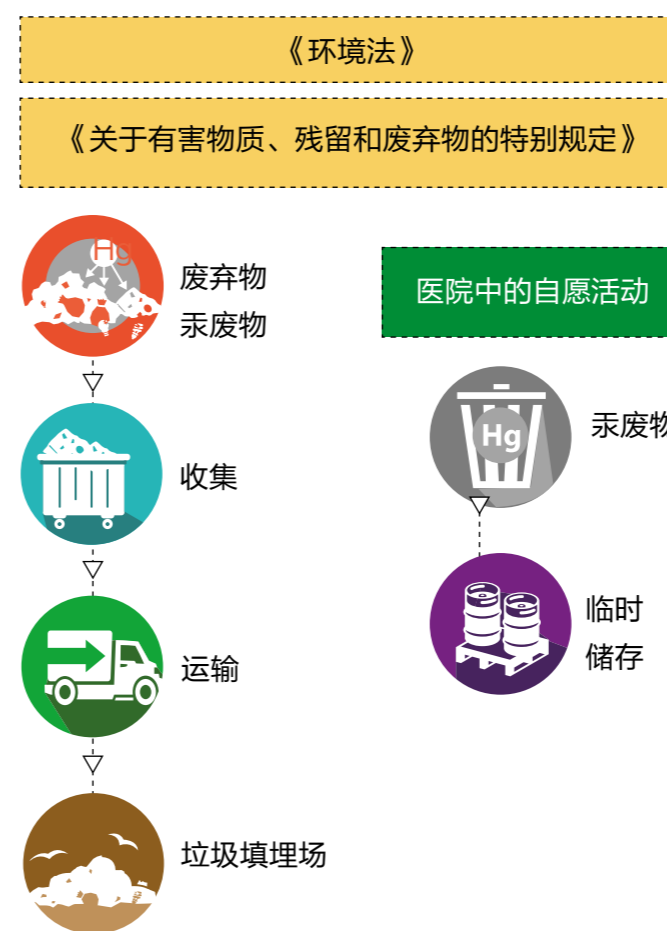 《环境法》
《关于有害物质、残留和废弃物的特别规定》
Hg
废弃物
汞废物
收集
运输
垃圾填埋场
医院中的自愿活动
Hg
汞废物
临时
储存